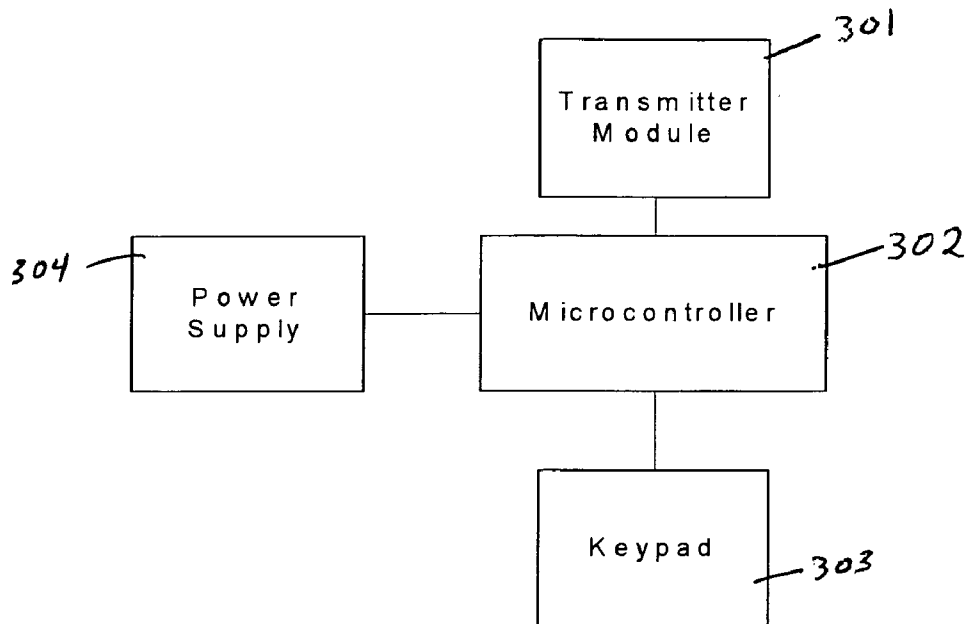 301
Transmitter
Module
302
304
Power
Supply
Microcontroller
Keypad
303